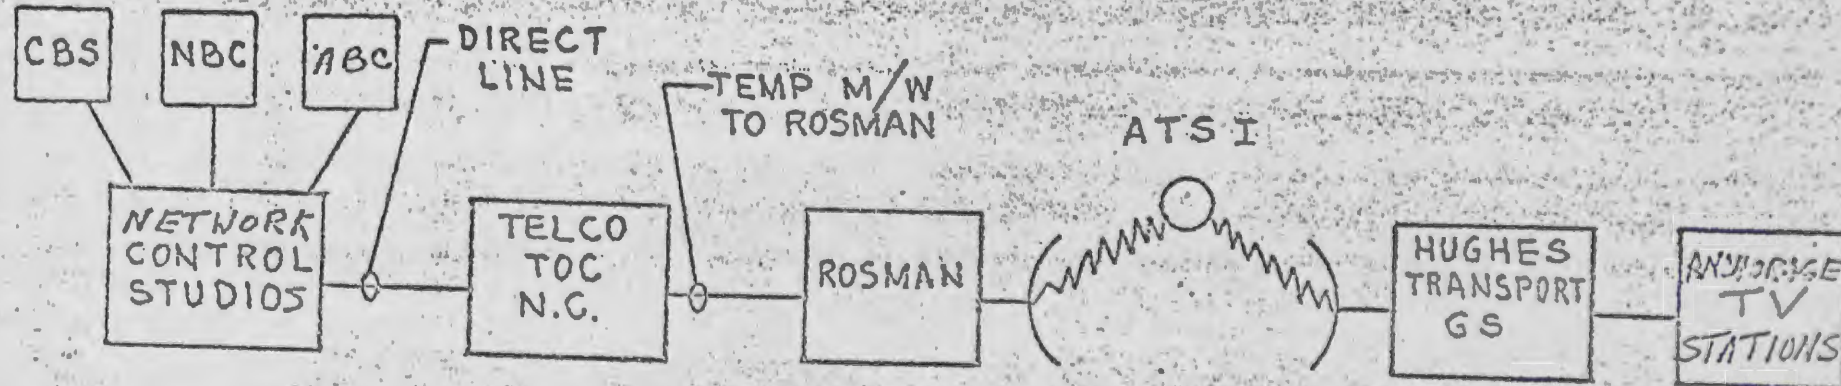 CBS
NBC
ABC
DIRECT
LINE
TEMP M/W
TO ROSMAN
ATS I
NETWORK
CONTROL
STUDIOS
TELCO
TOC
N.C.
ROSMAN
HUGHES
TRANSPORT
GS
TV
STATIONS